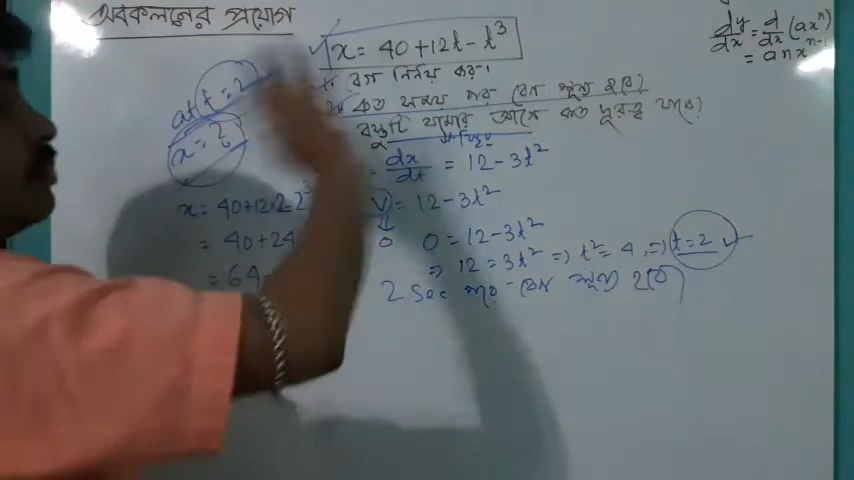 অবকলনের প্রয়োগ
x = 40 + 12t - t³
বেগ নির্নয় কর।
কত সময় পর বেগ শূন্য হবে?
বস্তুটি থামার আগে কত দূরত্ব যাবে?
dy/dx = d/dx (axⁿ)
= anxⁿ⁻¹
at t = 2
x = ?
x = 40 + 12·2 - 2³
= 40 + 24
= 64 -
= dx/dt = 12 - 3t²
V = 12 - 3t²
0 0 = 12 - 3t²
⇒ 12 = 3t² ⇒ t² = 4 ⇒ t = 2
2 Sec পর বেগ শূন্য হবে